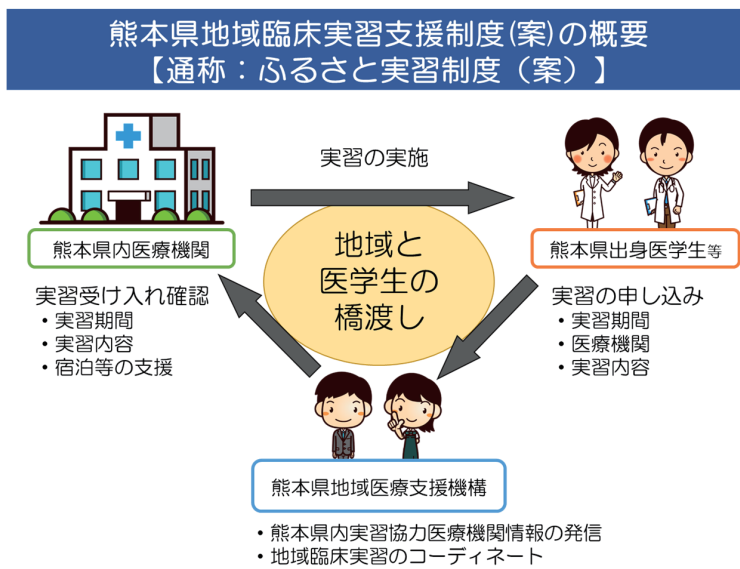 熊本県地域臨床実習支援制度(案)の概要
【通称：ふるさと実習制度（案）】
実習の実施
熊本県内医療機関
地域と
医学生の
橋渡し
熊本県出身医学生等
実習受け入れ確認
・実習期間
・実習内容
・宿泊等の支援
実習の申し込み
・実習期間
・医療機関
・実習内容
熊本県地域医療支援機構
・熊本県内実習協力医療機関情報の発信
・地域臨床実習のコーディネート